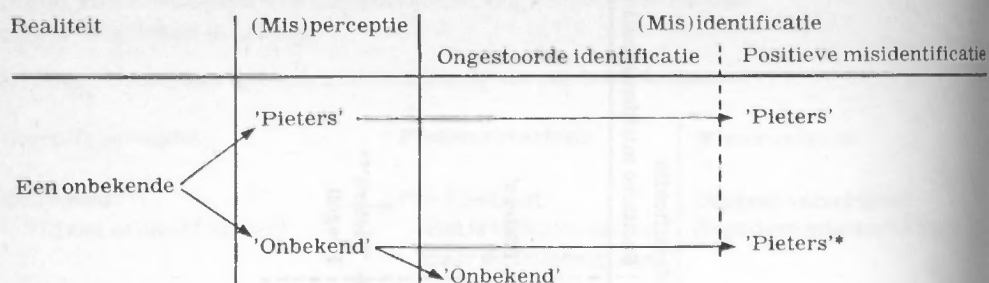 Realiteit (Mis)perceptie (Mis)identificatie
Ongestoorde identificatie Positieve misidentificatie
'Pieters' 'Pieters'
Een onbekende
'Onbekend' 'Pieters'*
'Onbekend'